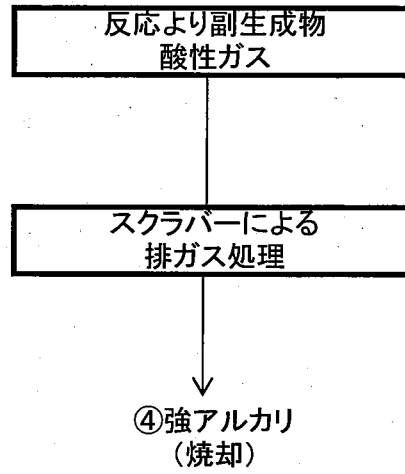 反応より副生成物
酸性ガス
スクラバーによる
排ガス処理
④強アルカリ
(焼却)